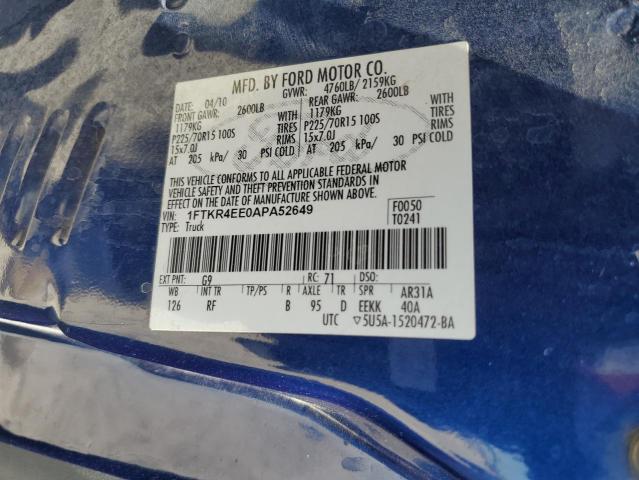 MFD. BY FORD MOTOR CO.
DATE: 04/10 GVWR: 4760LB/ 2159KG
FRONT GAWR: 2600LB REAR GAWR: 2600LB
1179KG WITH 1179KG WITH
P225/70R15 100S TIRES P225/70R15 100S TIRES
15x7.0J RIMS 15x7.0J RIMS
AT 205 kPa/ 30 PSI COLD AT 205 kPa/ 30 PSI COLD
THIS VEHICLE CONFORMS TO ALL APPLICABLE FEDERAL MOTOR
VEHICLE SAFETY AND THEFT PREVENTION STANDARDS IN
EFFECT ON THE DATE OF MANUFACTURE SHOWN ABOVE.
VIN: 1FTKR4EE0APA52649 F0050
TYPE: Truck T0241
EXT PNT: G9 RC: 71 DSO:
WB INT TR TP/PS R AXLE TR SPR AR31A
126 RF B 95 D EEKK 40A
UTC ▽5U5A-1520472-BA
Ford